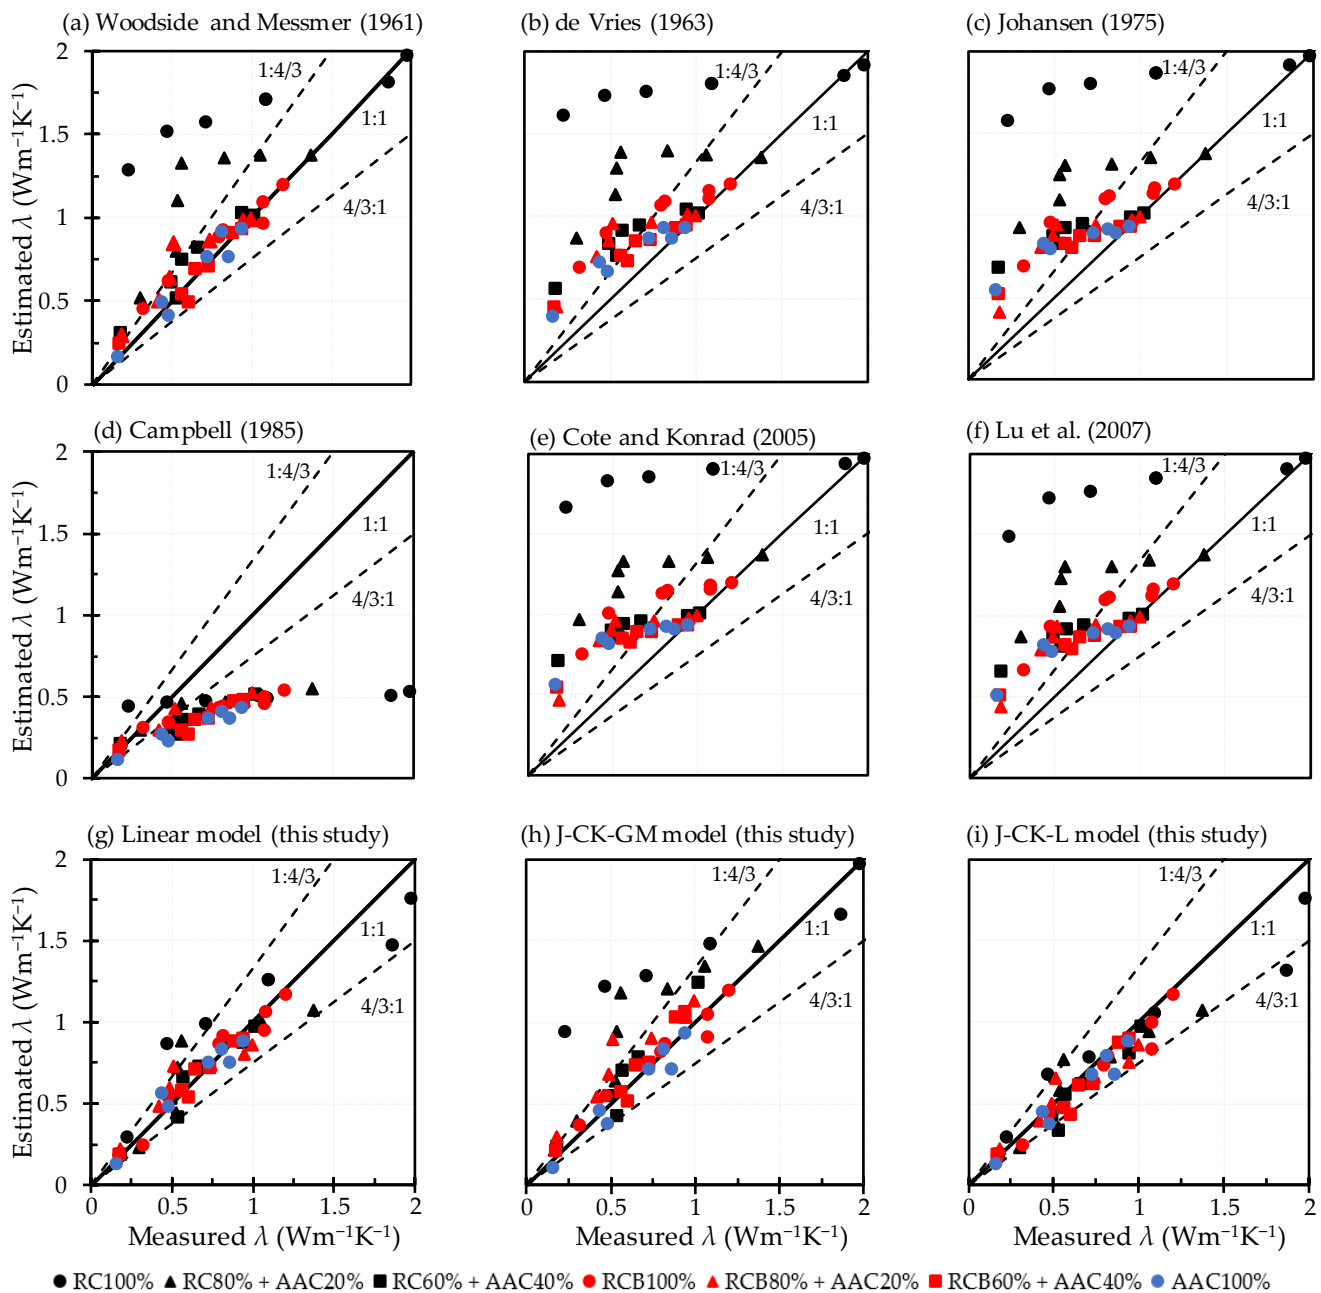 (a) Woodside and Messmer (1961)
(b) de Vries (1963)
(c) Johansen (1975)
2
1.5
1
0.5
0
Estimated λ (Wm⁻¹K⁻¹)
1:4/3
1:1
4/3:1
1:4/3
1:1
4/3:1
1:4/3
1:1
4/3:1
(d) Campbell (1985)
(e) Cote and Konrad (2005)
(f) Lu et al. (2007)
2
1.5
1
0.5
0
Estimated λ (Wm⁻¹K⁻¹)
1:4/3
1:1
4/3:1
1:4/3
1:1
4/3:1
1:4/3
1:1
4/3:1
(g) Linear model (this study)
(h) J-CK-GM model (this study)
(i) J-CK-L model (this study)
2
1.5
1
0.5
0
Estimated λ (Wm⁻¹K⁻¹)
1:4/3
1:1
4/3:1
1:4/3
1:1
4/3:1
1:4/3
1:1
4/3:1
0 0.5 1 1.5 2
0 0.5 1 1.5 2
0 0.5 1 1.5 2
Measured λ (Wm⁻¹K⁻¹)
Measured λ (Wm⁻¹K⁻¹)
Measured λ (Wm⁻¹K⁻¹)
RC100% RC80% + AAC20% RC60% + AAC40% RCB100% RCB80% + AAC20% RCB60% + AAC40% AAC100%